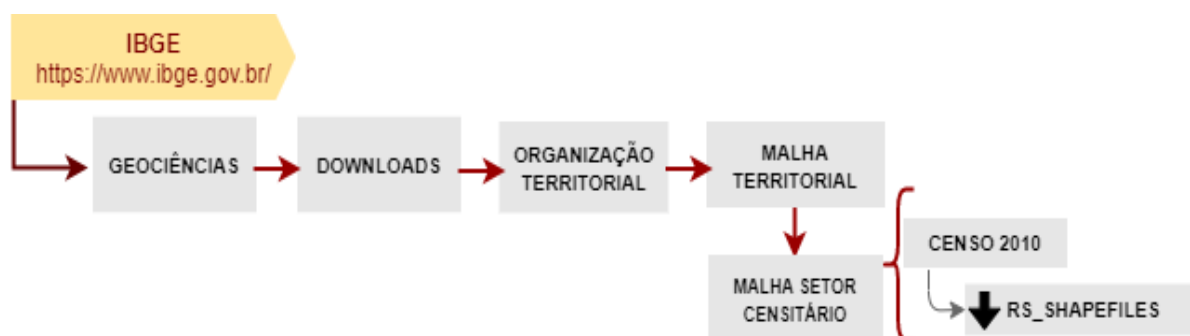 IBGE
https://www.ibge.gov.br/
GEOCIÊNCIAS
DOWNLOADS
ORGANIZAÇÃO
TERRITORIAL
MALHA
TERRITORIAL
MALHA SETOR
CENSITÁRIO
CENSO 2010
RS_SHAPEFILES